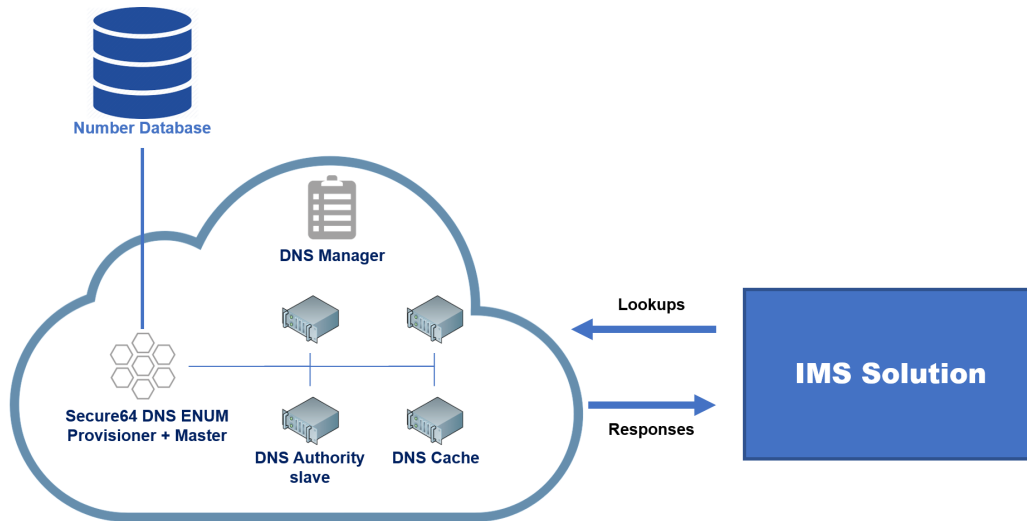 Number Database
DNS Manager
Lookups
IMS Solution
Secure64 DNS ENUM
Provisioner + Master
Responses
DNS Authority
slave
DNS Cache